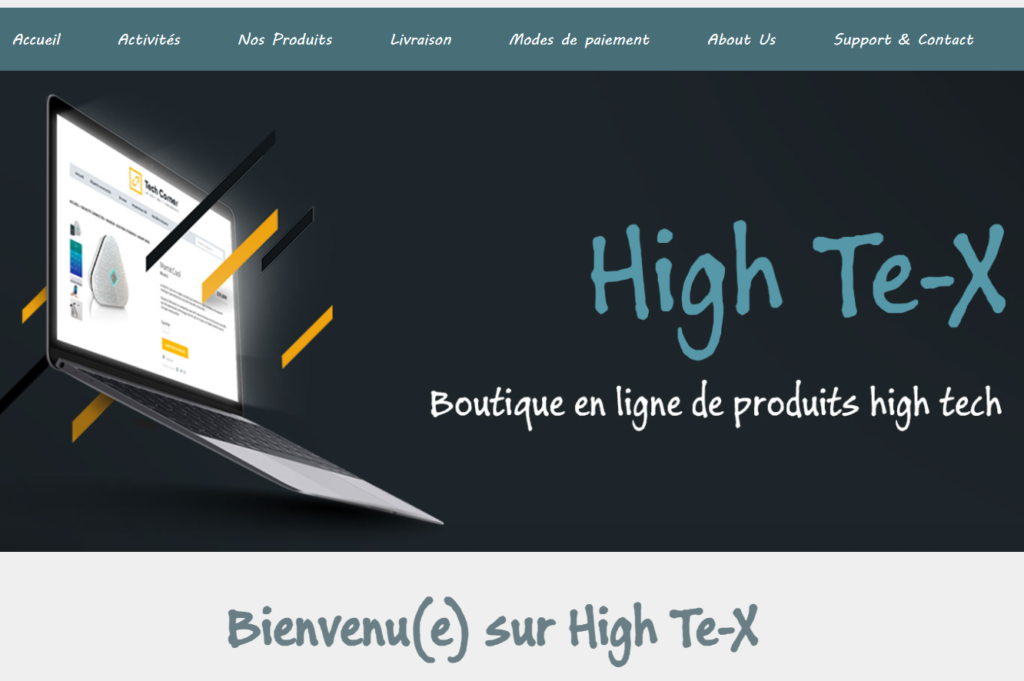 Accueil Activités Nos Produits Livraison Modes de paiement About Us Support & Contact
Tech Corner
High Te-X
Boutique en ligne de produits high tech
Bienvenu(e) sur High Te-X